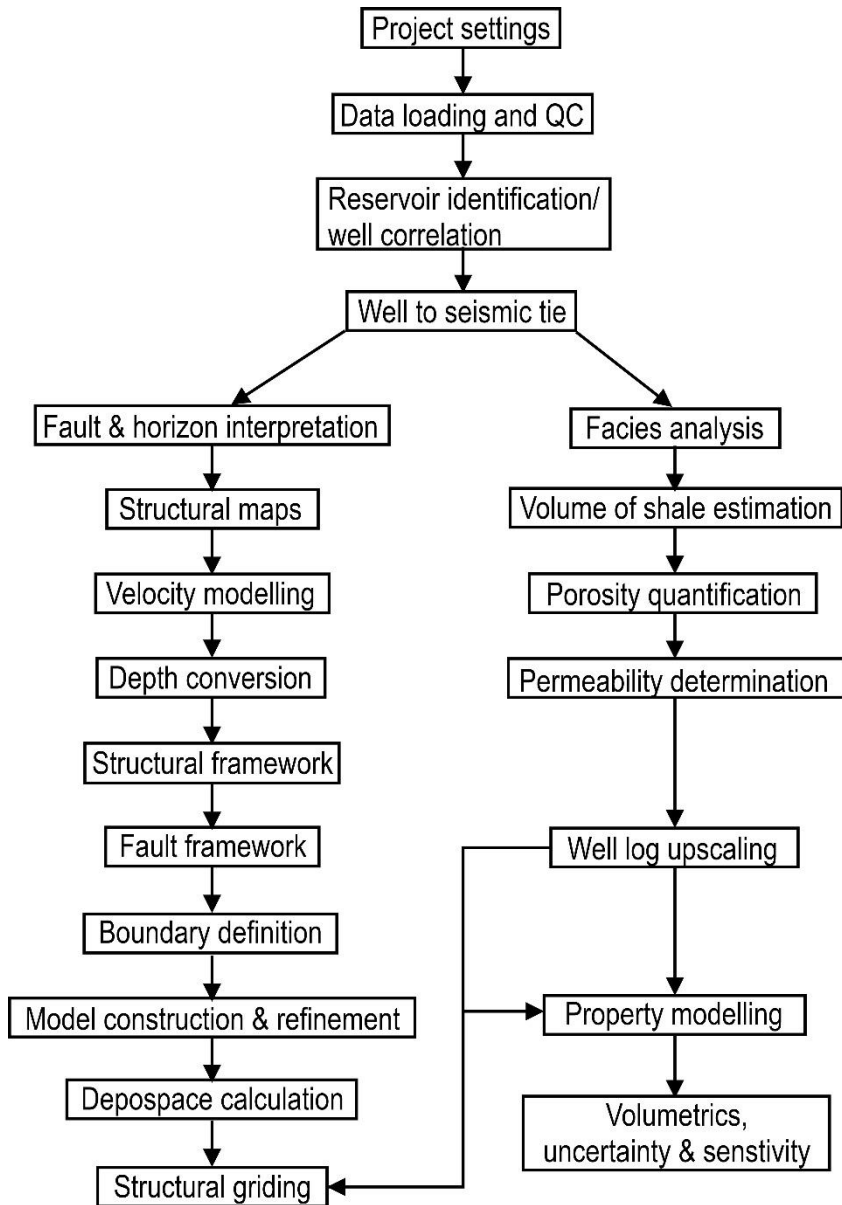 Project settings
Data loading and QC
Reservoir identification/
well correlation
Well to seismic tie
Fault & horizon interpretation
Structural maps
Velocity modelling
Depth conversion
Structural framework
Fault framework
Boundary definition
Model construction & refinement
Depospace calculation
Structural griding
Facies analysis
Volume of shale estimation
Porosity quantification
Permeability determination
Well log upscaling
Property modelling
Volumetrics,
uncertainty & senstivity